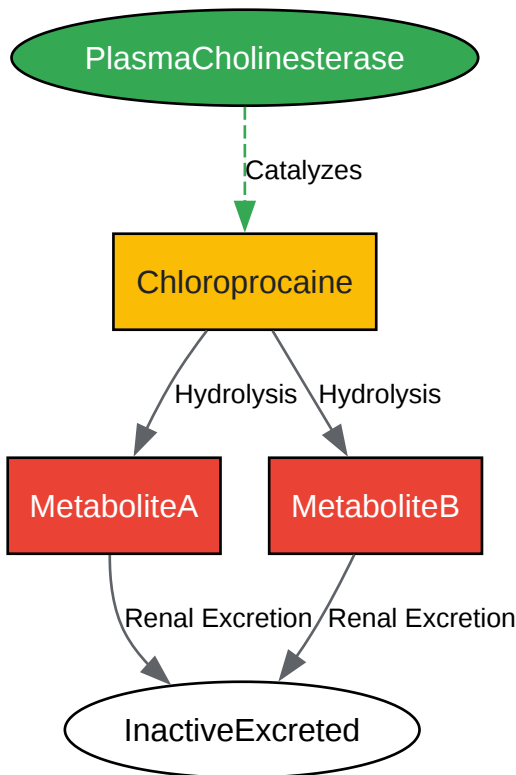 PlasmaCholinesterase
Catalyzes
Chloroprocaine
Hydrolysis
Hydrolysis
MetaboliteA
MetaboliteB
Renal Excretion
Renal Excretion
InactiveExcreted